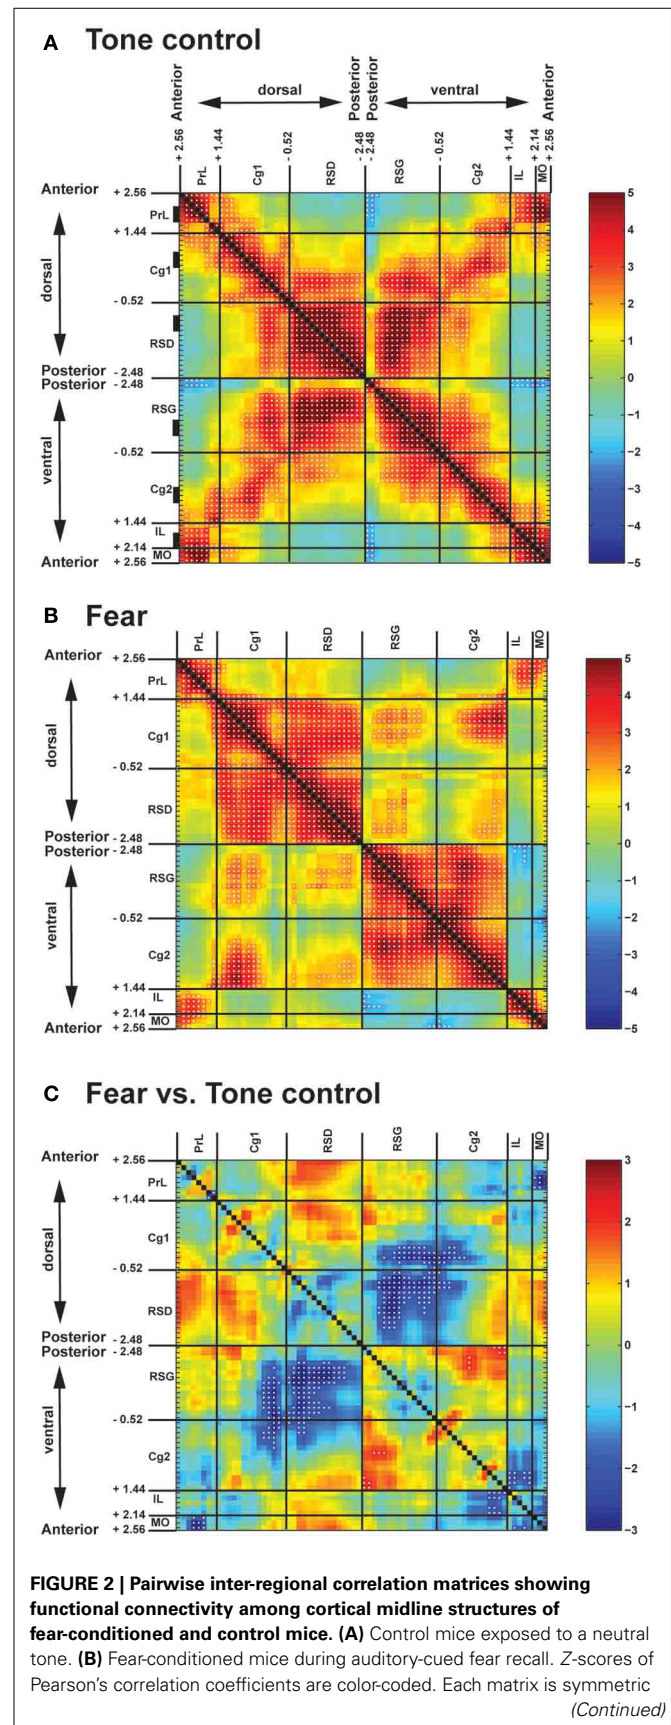 A Tone control
Anterior
dorsal
Posterior
Posterior
ventral
Anterior
+ 2.56
PrL
+ 1.44
Cg1
- 0.52
RSD
- 2.48
- 2.48
RSG
- 0.52
Cg2
+ 1.44
IL
+ 2.14
MO
+ 2.56
Anterior + 2.56
PrL
+ 1.44
dorsal
Cg1
- 0.52
RSD
Posterior - 2.48
Posterior - 2.48
RSG
ventral
- 0.52
Cg2
+ 1.44
IL
+ 2.14
MO
Anterior + 2.56
5
4
3
2
1
0
-1
-2
-3
-4
-5
B Fear
PrL
Cg1
RSD
RSG
Cg2
IL
MO
Anterior + 2.56
PrL
+ 1.44
dorsal
Cg1
- 0.52
RSD
Posterior - 2.48
Posterior - 2.48
RSG
ventral
- 0.52
Cg2
+ 1.44
IL
+ 2.14
MO
Anterior + 2.56
5
4
3
2
1
0
-1
-2
-3
-4
-5
C Fear vs. Tone control
PrL
Cg1
RSD
RSG
Cg2
IL
MO
Anterior + 2.56
PrL
+ 1.44
dorsal
Cg1
- 0.52
RSD
Posterior - 2.48
Posterior - 2.48
RSG
ventral
- 0.52
Cg2
+ 1.44
IL
+ 2.14
MO
Anterior + 2.56
3
2
1
0
-1
-2
-3
FIGURE 2 | Pairwise inter-regional correlation matrices showing
functional connectivity among cortical midline structures of
fear-conditioned and control mice. (A) Control mice exposed to a neutral
tone. (B) Fear-conditioned mice during auditory-cued fear recall. Z-scores of
Pearson's correlation coefficients are color-coded. Each matrix is symmetric
(Continued)